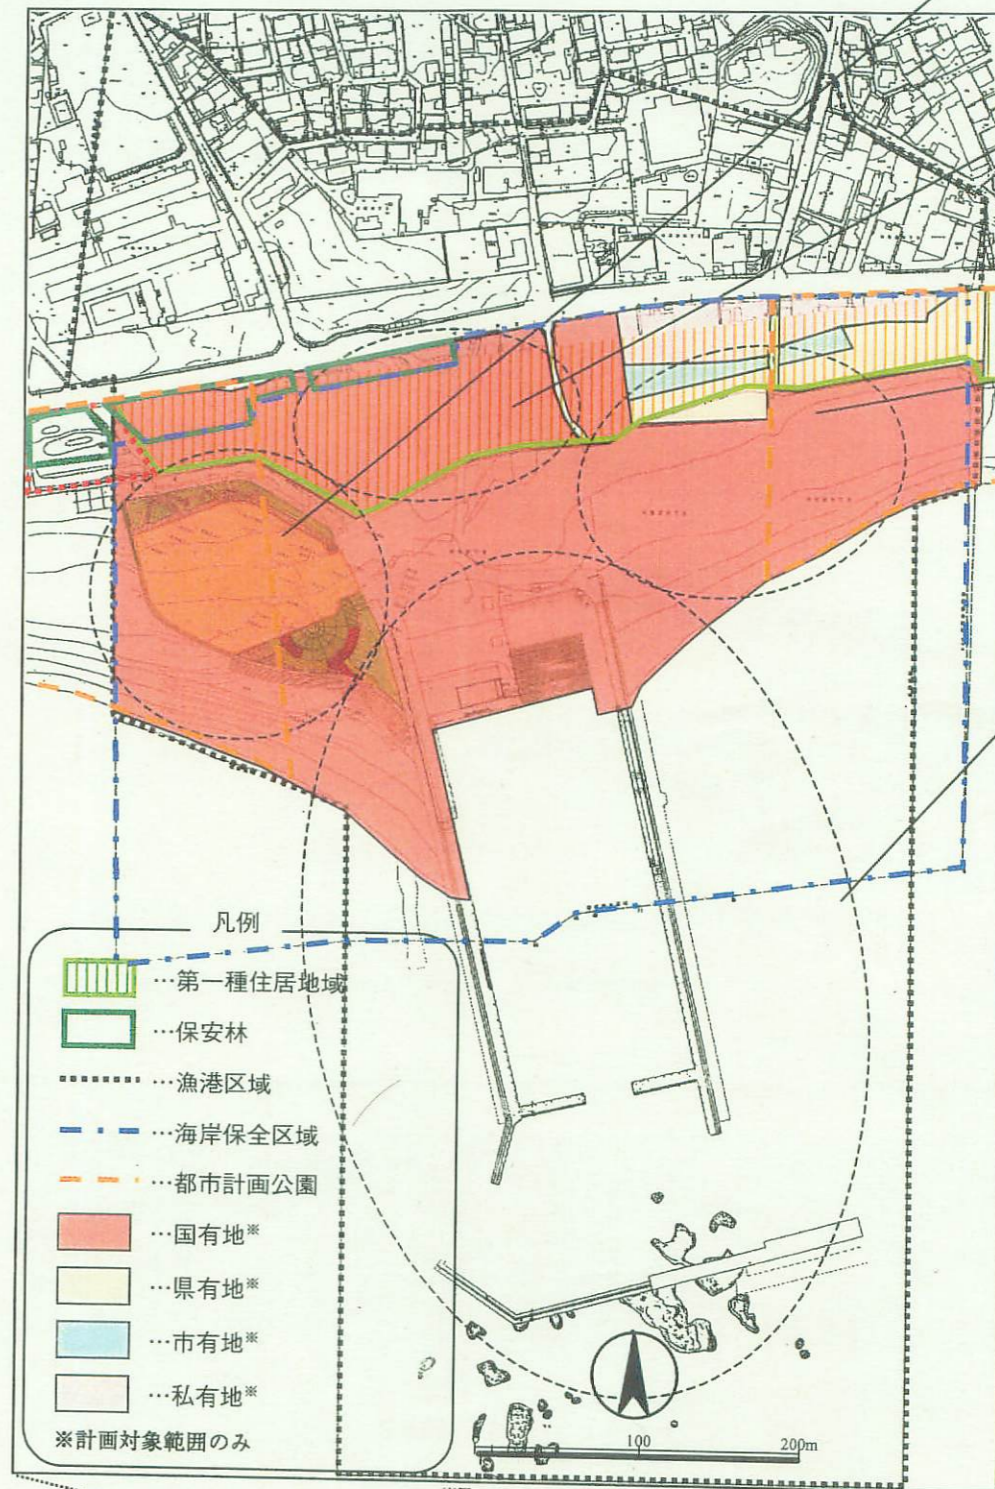 凡例
…第一種住居地域
…保安林
…漁港区域
…海岸保全区域
…都市計画公園
…国有地※
…県有地※
…市有地※
…私有地※
※計画対象範囲のみ
100
200m